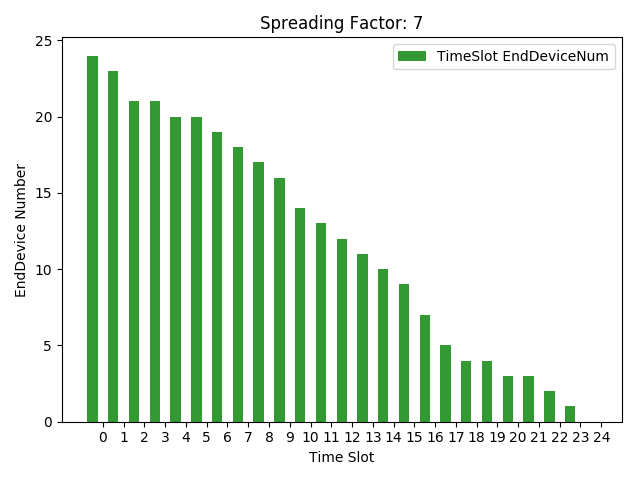 Spreading Factor: 7
TimeSlot EndDeviceNum
EndDevice Number
25
20
15
10
5
0
0 1 2 3 4 5 6 7 8 9 10 11 12 13 14 15 16 17 18 19 20 21 22 23 24
Time Slot